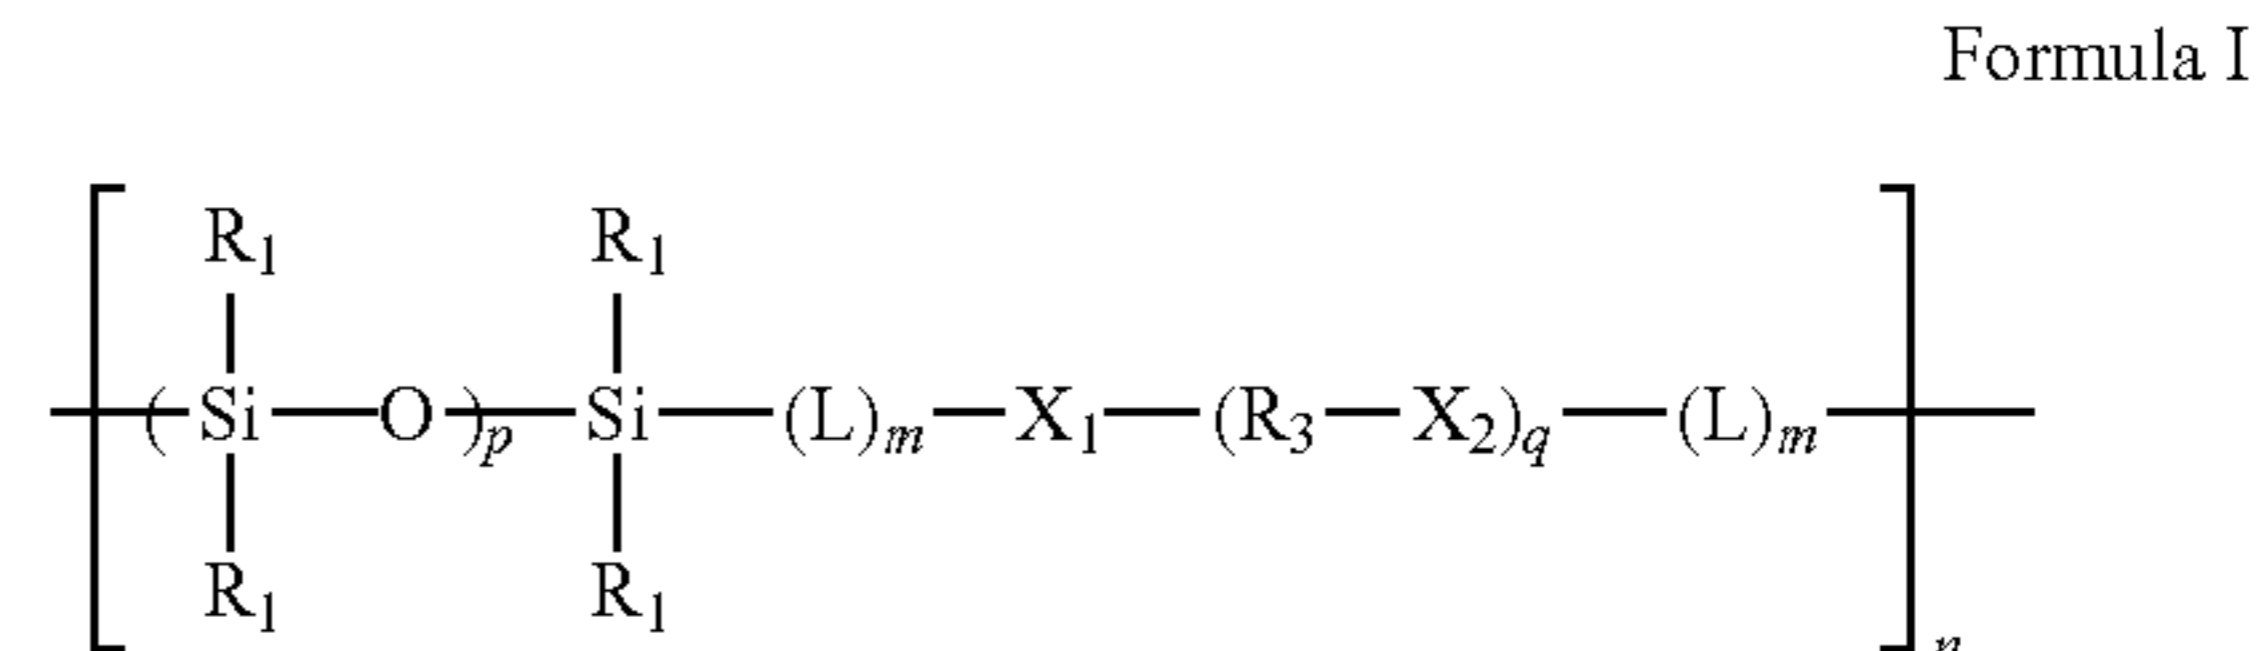 Formula I
R1 R1
(Si—O)p—Si—(L)m—X1—(R3—X2)q—(L)m
R1 R1
n